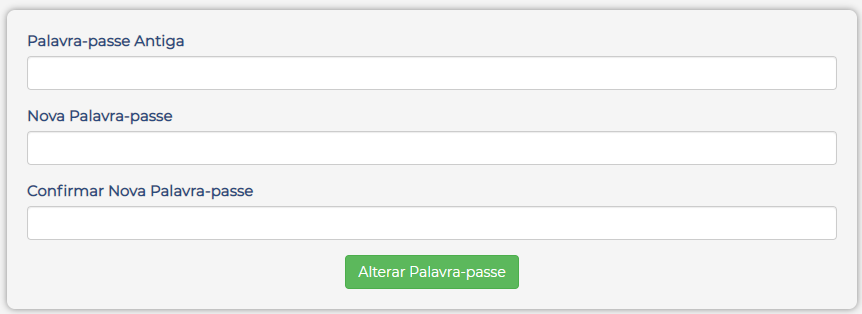 Palavra-passe Antiga
Nova Palavra-passe
Confirmar Nova Palavra-passe
Alterar Palavra-passe